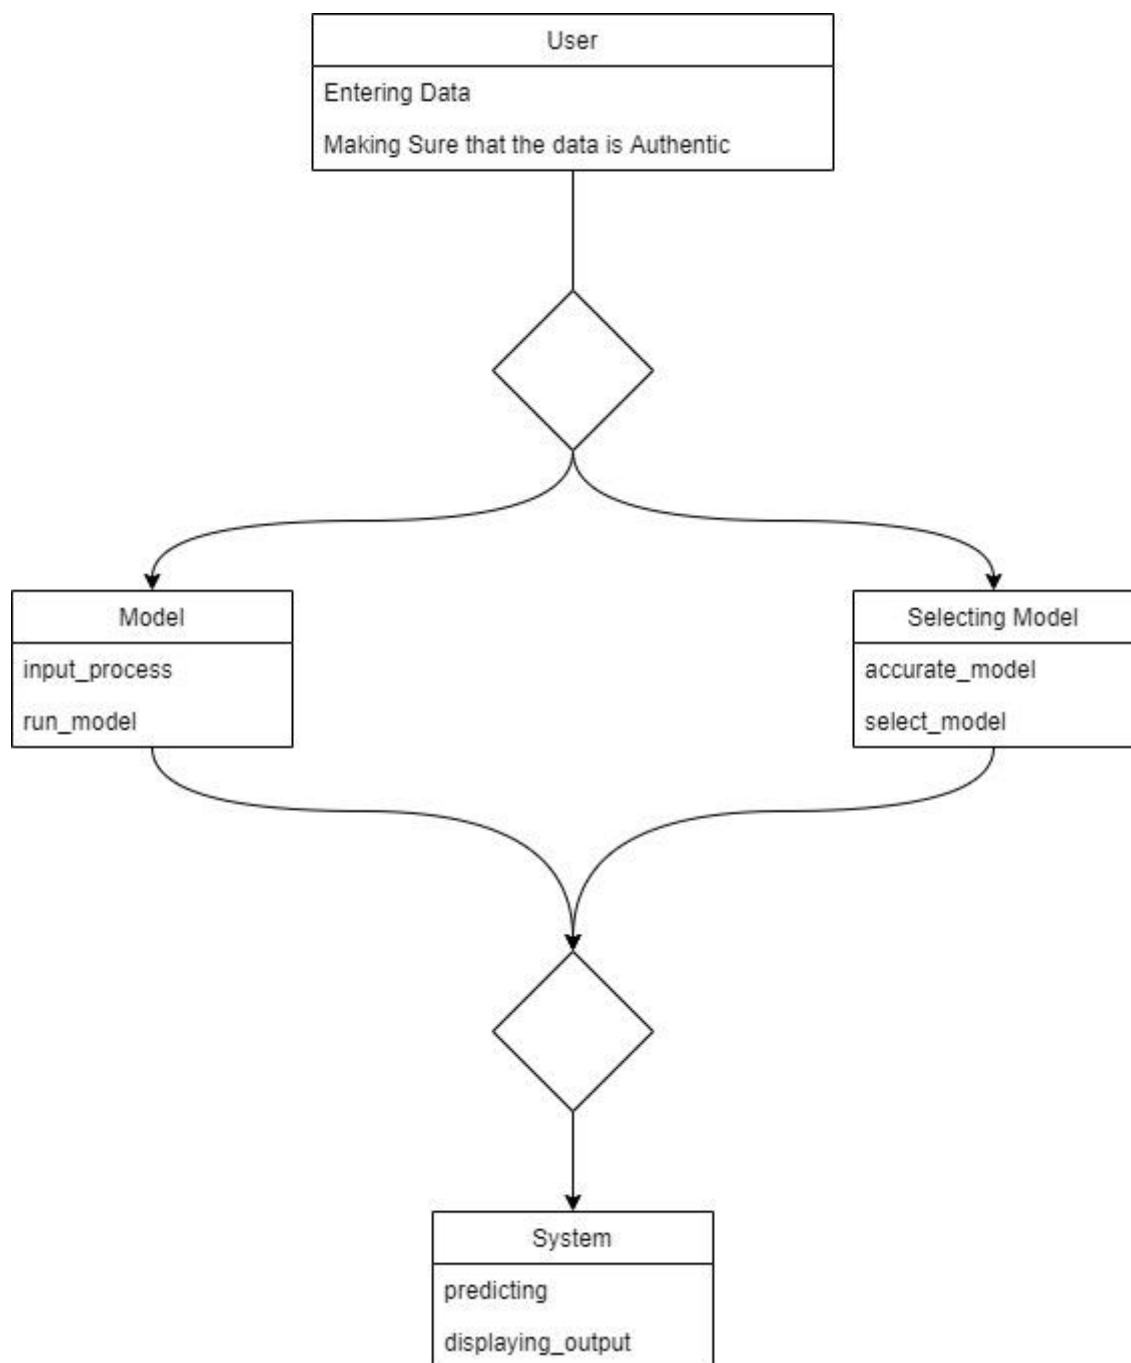 User
Entering Data
Making Sure that the data is Authentic
Model
input_process
run_model
Selecting Model
accurate_model
select_model
System
predicting
displaying_output